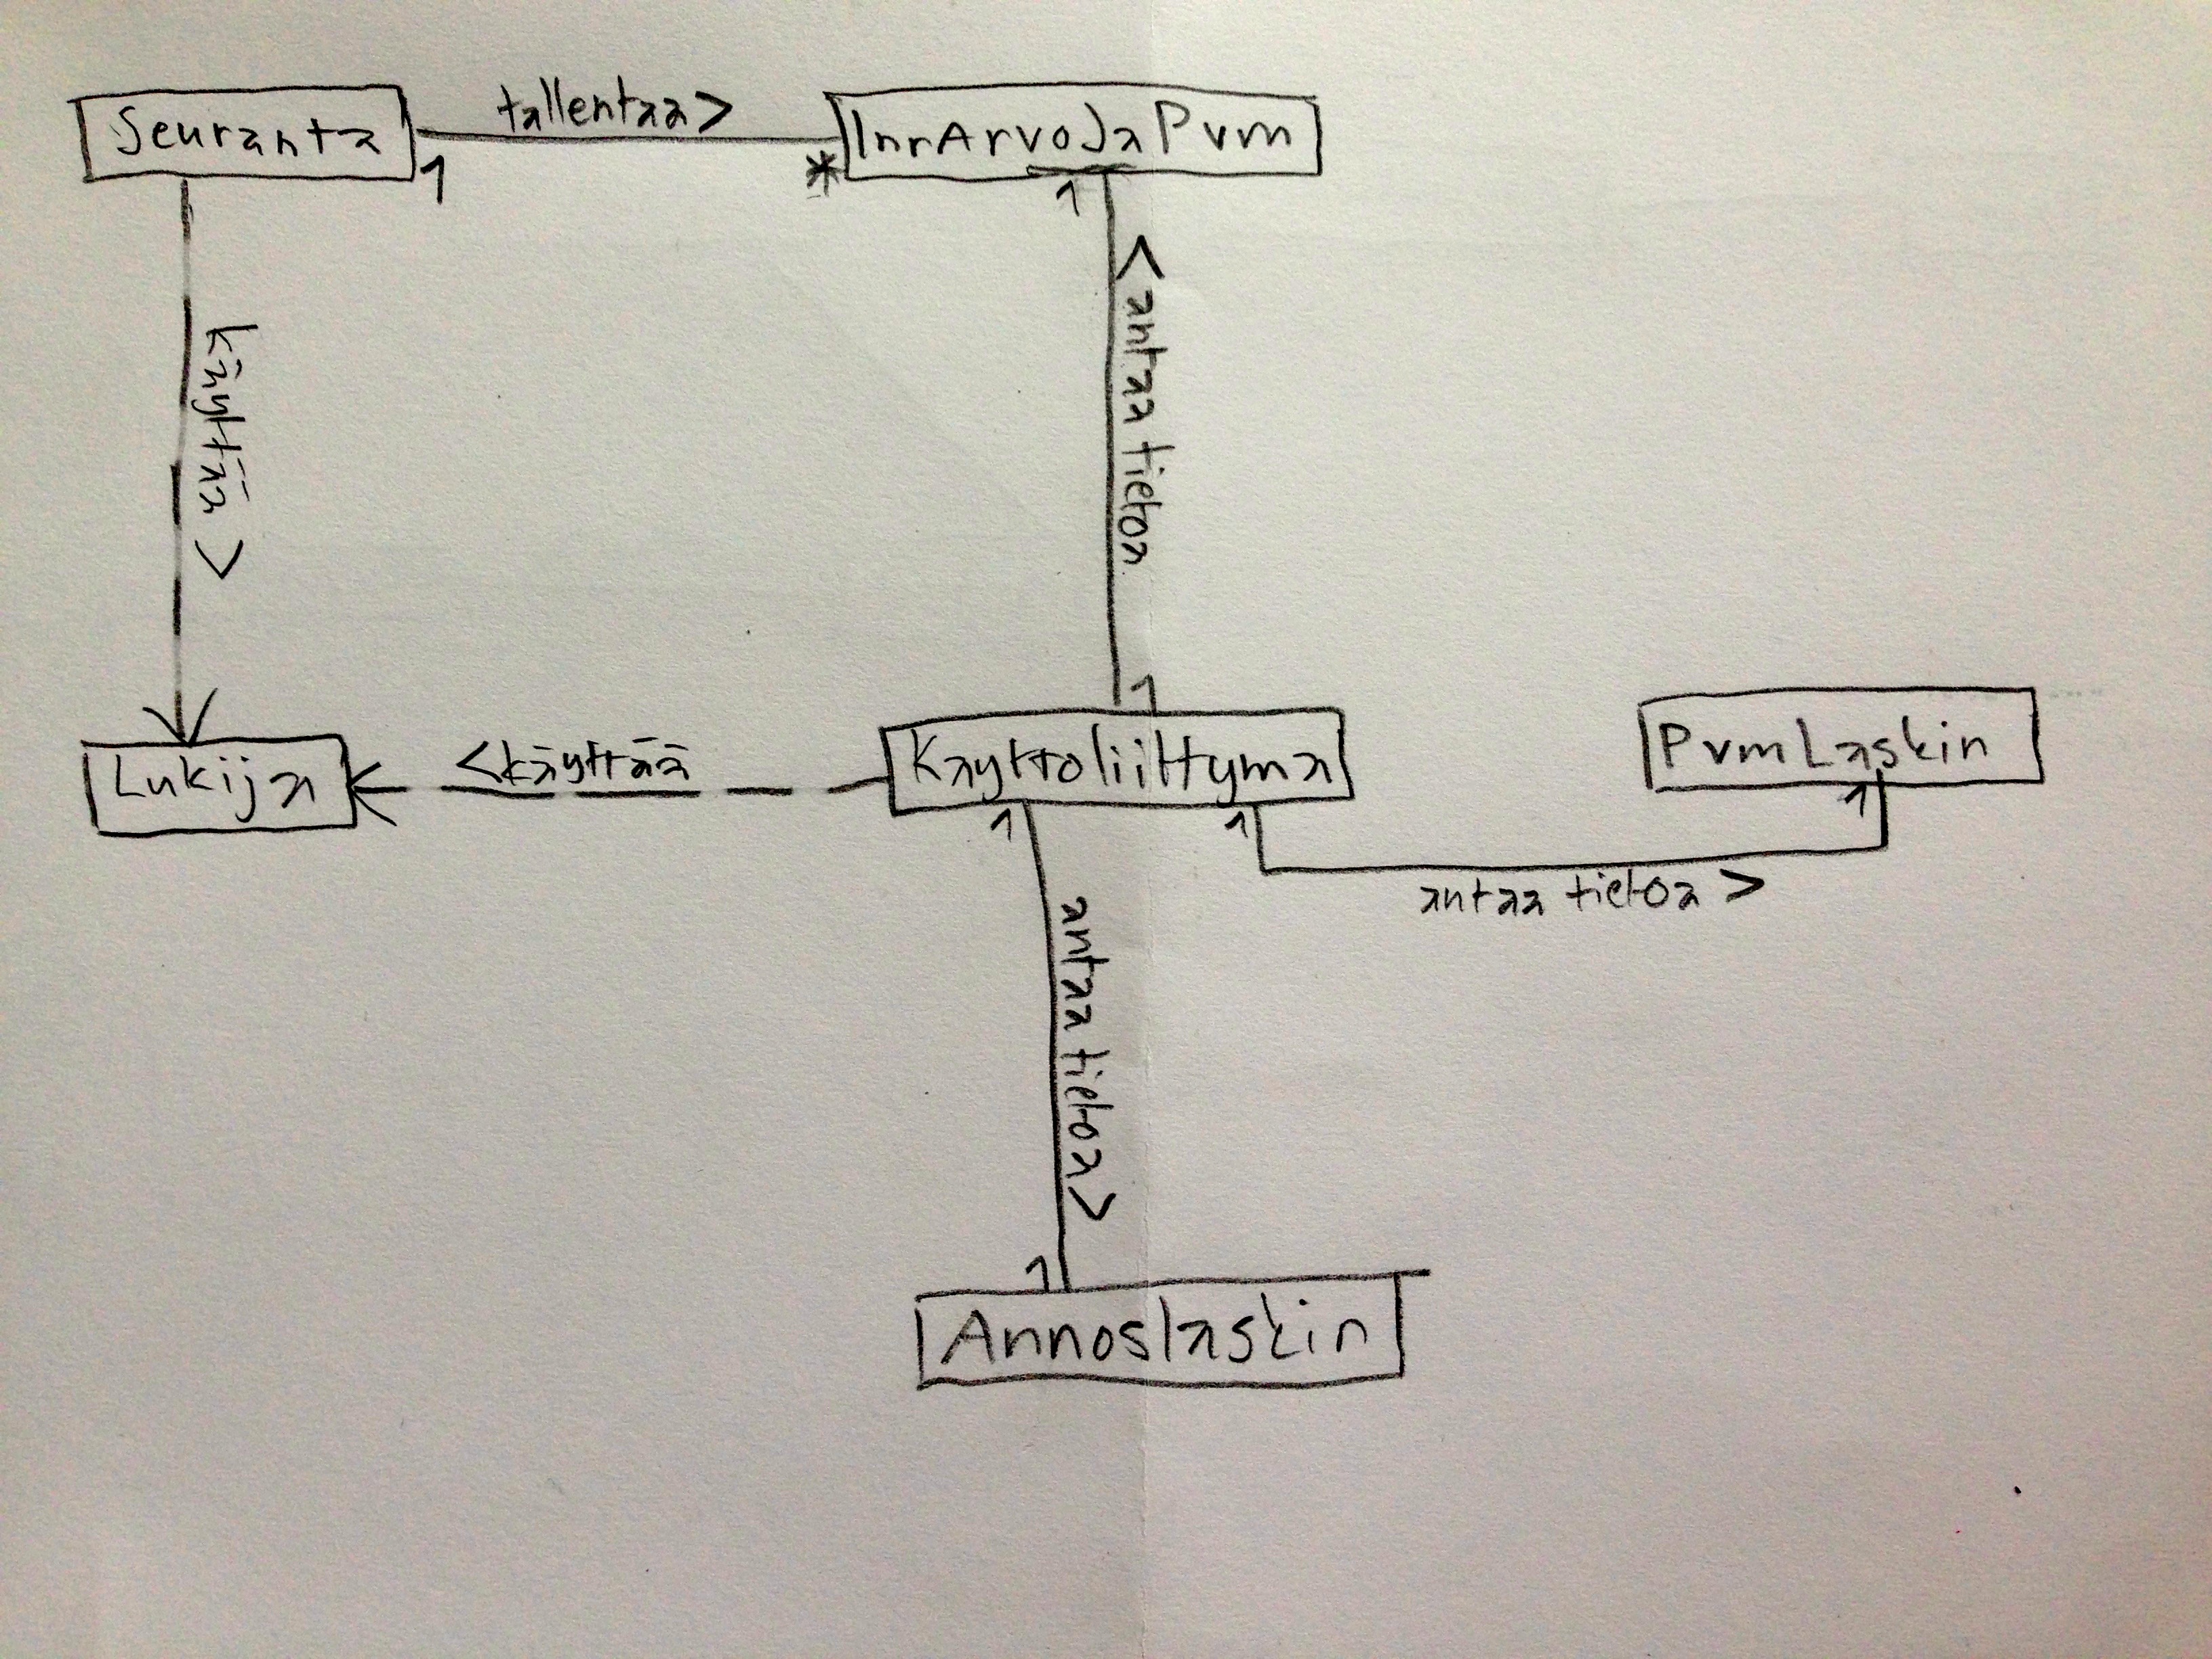 Seuranta
tallentaa >
InrArvoJaPvm
1
*
1
käyttää >
< antaa tietoa
1
Lukija
< käyttää
Kayttoliittyma
PvmLaskin
1
1
1
antaa tietoa >
antaa tietoa >
1
Annoslaskin